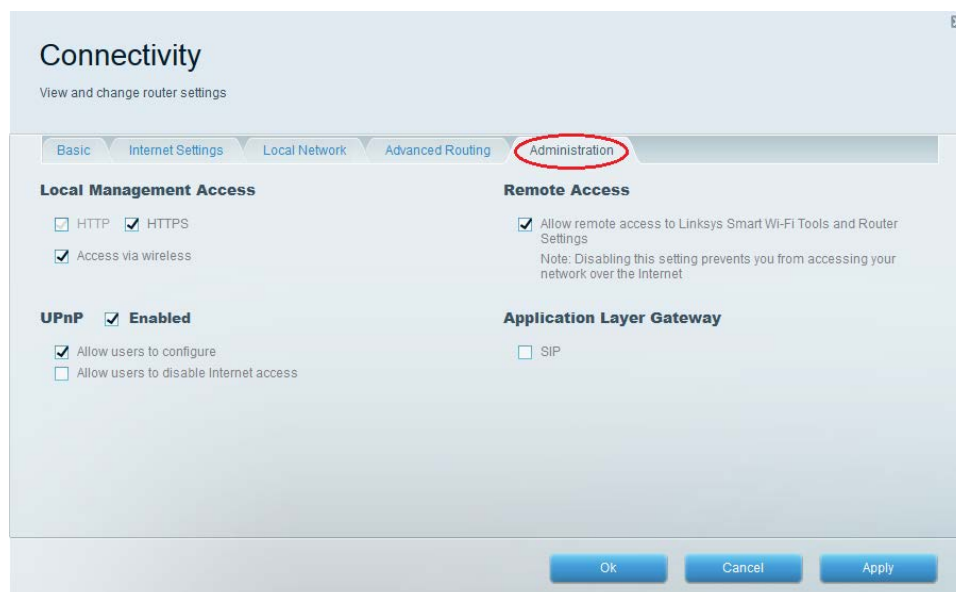 Connectivity
View and change router settings
Basic Internet Settings Local Network Advanced Routing Administration
Local Management Access
HTTP HTTPS
Access via wireless
UPnP Enabled
Allow users to configure
Allow users to disable Internet access
Remote Access
Allow remote access to Linksys Smart Wi-Fi Tools and Router
Settings
Note: Disabling this setting prevents you from accessing your
network over the Internet
Application Layer Gateway
SIP
Ok Cancel Apply